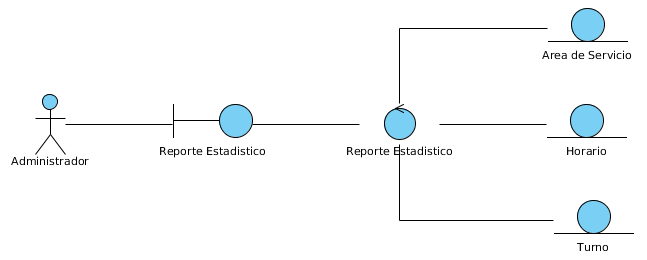 Area de Servicio
Administrador
Reporte Estadistico
Reporte Estadistico
Horario
Turno